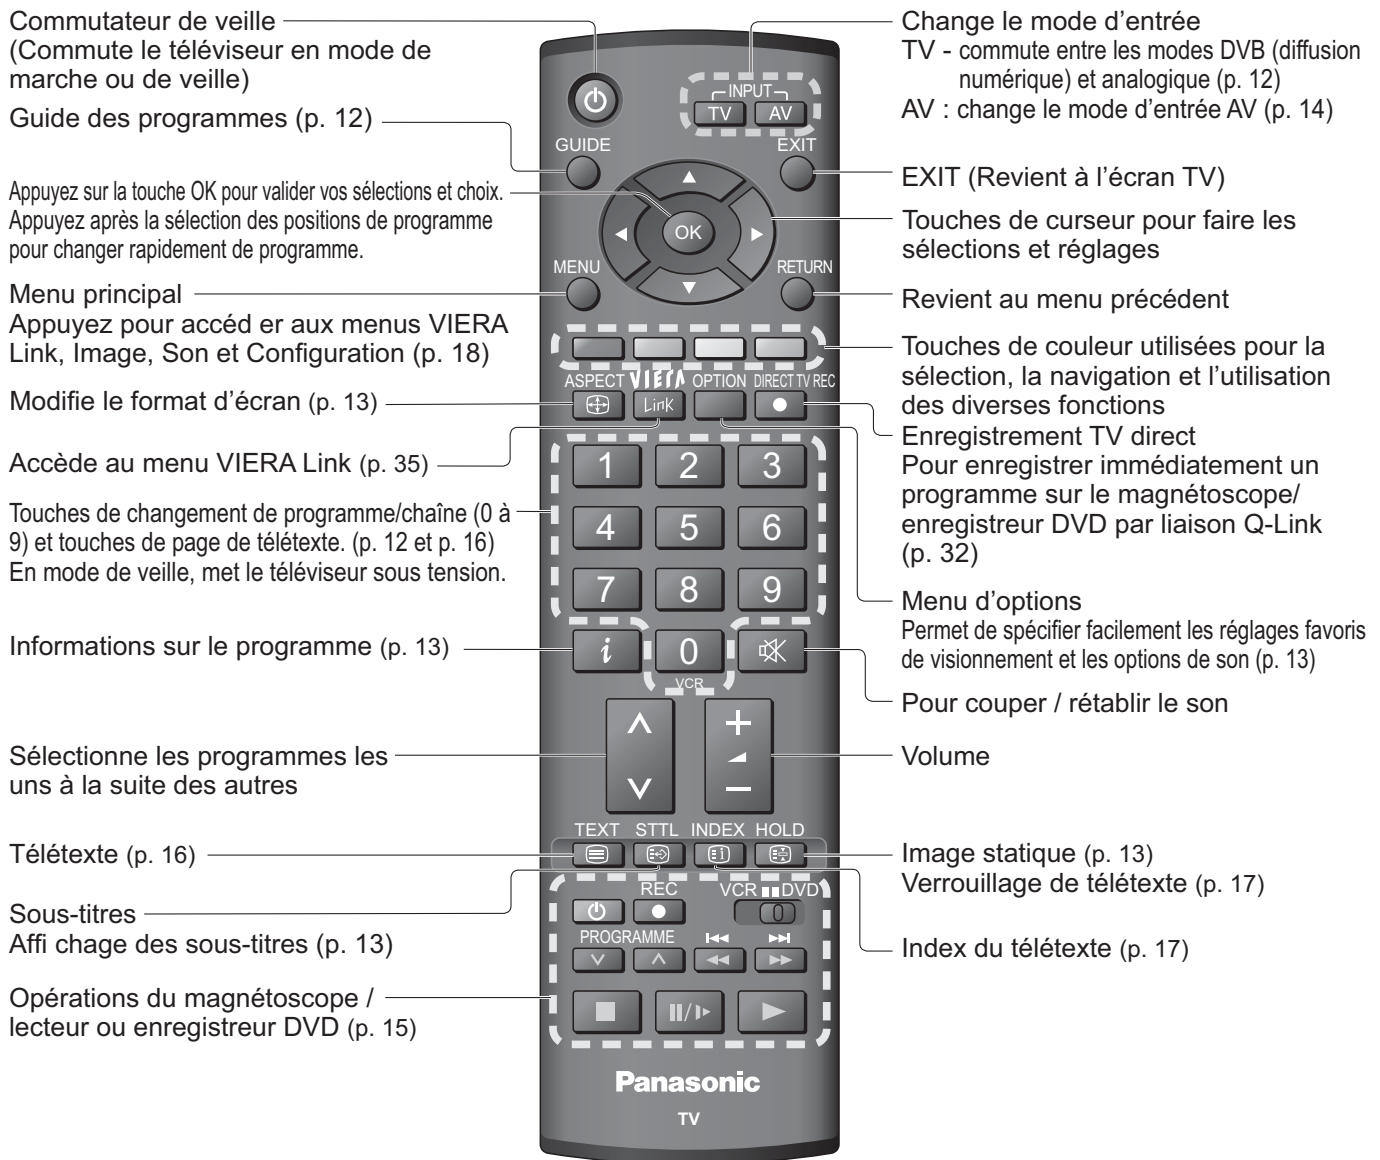 Commutateur de veille
(Commute le téléviseur en mode de
marche ou de veille)
Guide des programmes (p. 12)
Appuyez sur la touche OK pour valider vos sélections et choix.
Appuyez après la sélection des positions de programme
pour changer rapidement de programme.
Menu principal
Appuyez pour accéd er aux menus VIERA
Link, Image, Son et Configuration (p. 18)
Modifie le format d'écran (p. 13)
Accède au menu VIERA Link (p. 35)
Touches de changement de programme/chaîne (0 à
9) et touches de page de télétexte. (p. 12 et p. 16)
En mode de veille, met le téléviseur sous tension.
Informations sur le programme (p. 13)
Sélectionne les programmes les
uns à la suite des autres
Télétexte (p. 16)
Sous-titres
Affi chage des sous-titres (p. 13)
Opérations du magnétoscope /
lecteur ou enregistreur DVD (p. 15)
INPUT
TV AV
GUIDE EXIT
OK
MENU RETURN
ASPECT VIERA OPTION DIRECT TV REC
Link
1 2 3
4 5 6
7 8 9
i 0
VCR
TEXT STTL INDEX HOLD
REC VCR DVD
PROGRAMME
Panasonic
TV
Change le mode d'entrée
TV - commute entre les modes DVB (diffusion
numérique) et analogique (p. 12)
AV : change le mode d'entrée AV (p. 14)
EXIT (Revient à l'écran TV)
Touches de curseur pour faire les
sélections et réglages
Revient au menu précédent
Touches de couleur utilisées pour la
sélection, la navigation et l'utilisation
des diverses fonctions
Enregistrement TV direct
Pour enregistrer immédiatement un
programme sur le magnétoscope/
enregistreur DVD par liaison Q-Link
(p. 32)
Menu d'options
Permet de spécifier facilement les réglages favoris
de visionnement et les options de son (p. 13)
Pour couper / rétablir le son
Volume
Image statique (p. 13)
Verrouillage de télétexte (p. 17)
Index du télétexte (p. 17)